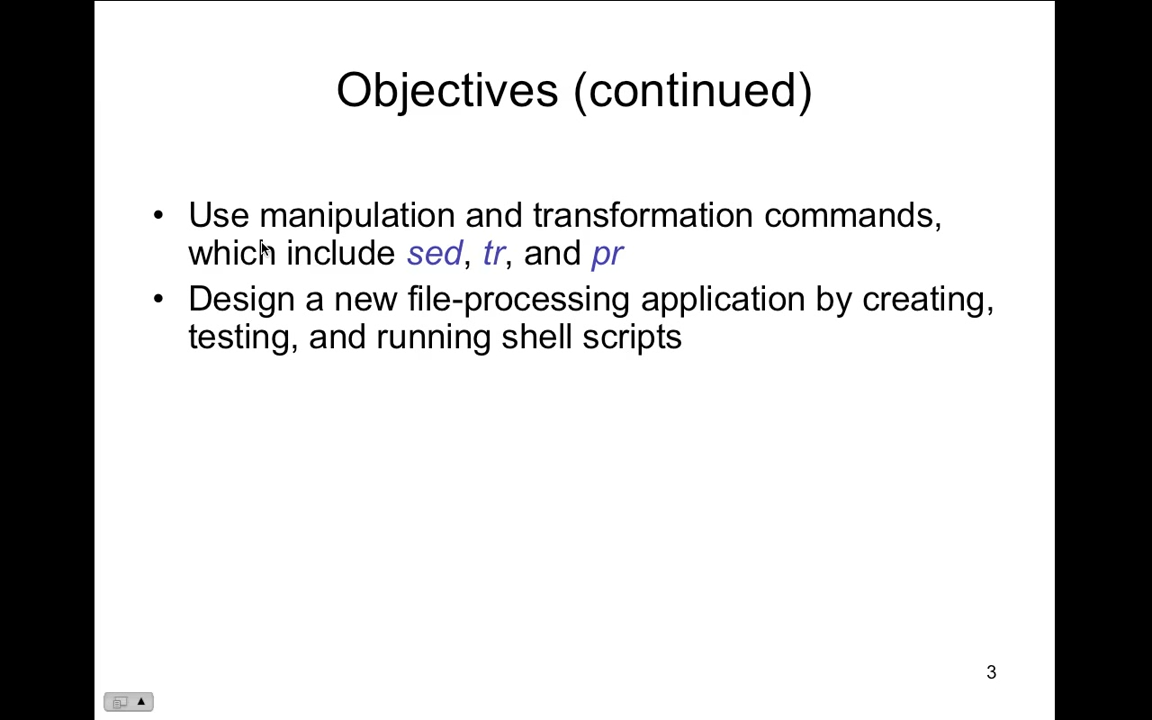 Objectives (continued)
• Use manipulation and transformation commands,
which include sed, tr, and pr
• Design a new file-processing application by creating,
testing, and running shell scripts
3